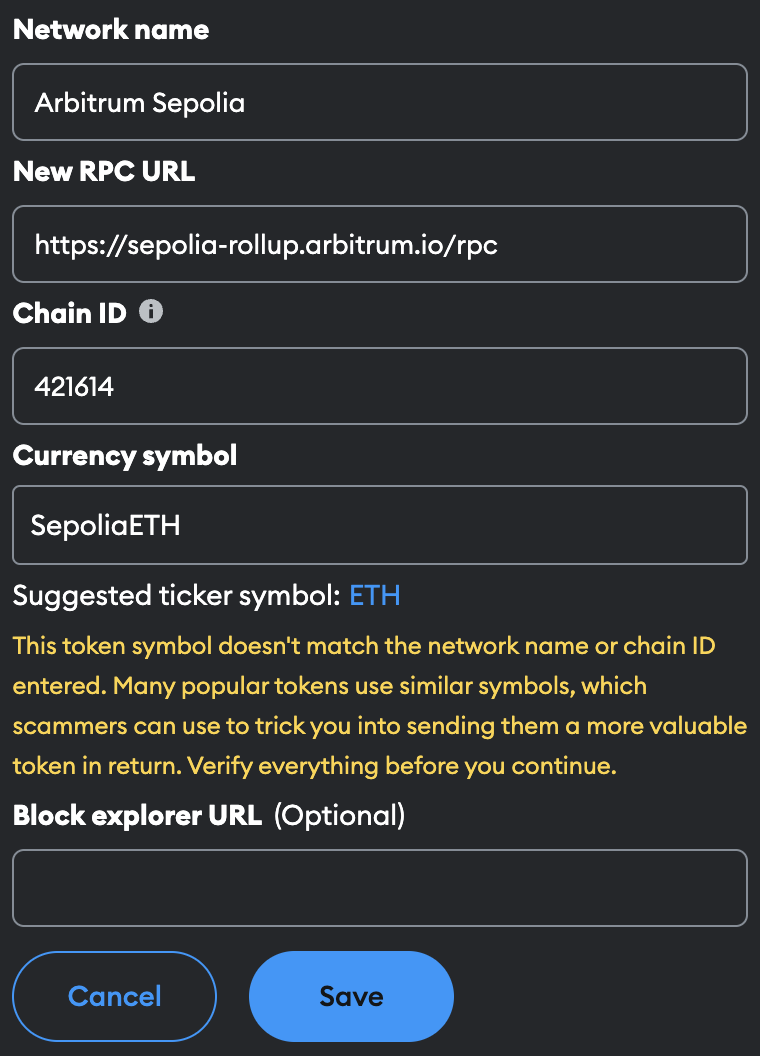 Network name
Arbitrum Sepolia
New RPC URL
https://sepolia-rollup.arbitrum.io/rpc
Chain ID
421614
Currency symbol
SepoliaETH
Suggested ticker symbol: ETH
This token symbol doesn't match the network name or chain ID
entered. Many popular tokens use similar symbols, which
scammers can use to trick you into sending them a more valuable
token in return. Verify everything before you continue.
Block explorer URL (Optional)
Cancel Save